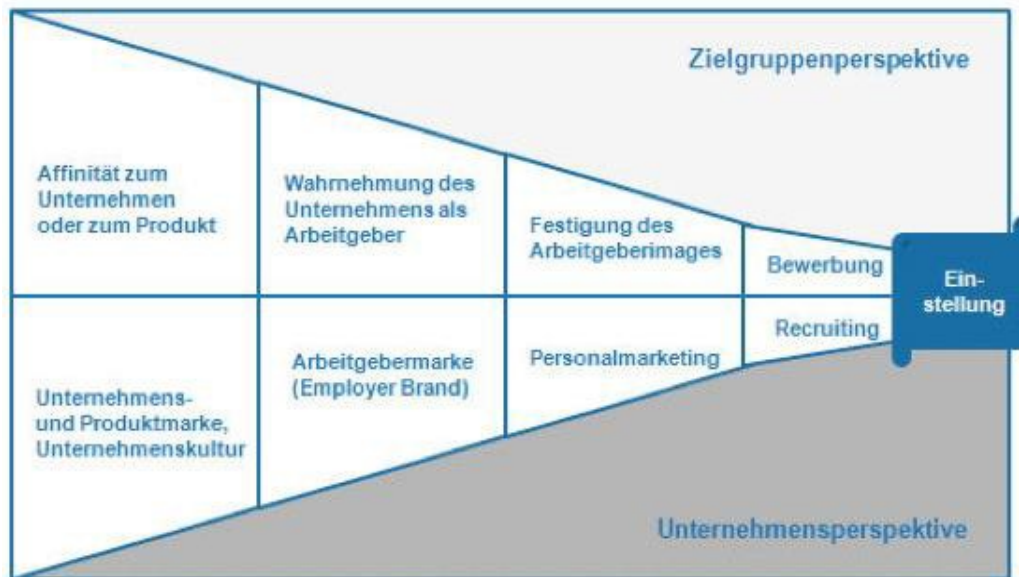 Zielgruppenperspektive
Affinität zum
Unternehmen
oder zum Produkt
Wahrnehmung des
Unternehmens als
Arbeitgeber
Festigung des
Arbeitgeberimages
Bewerbung
Ein-
stellung
Unternehmens-
und Produktmarke,
Unternehmenskultur
Arbeitgebermarke
(Employer Brand)
Personalmarketing
Recruiting
Unternehmensperspektive